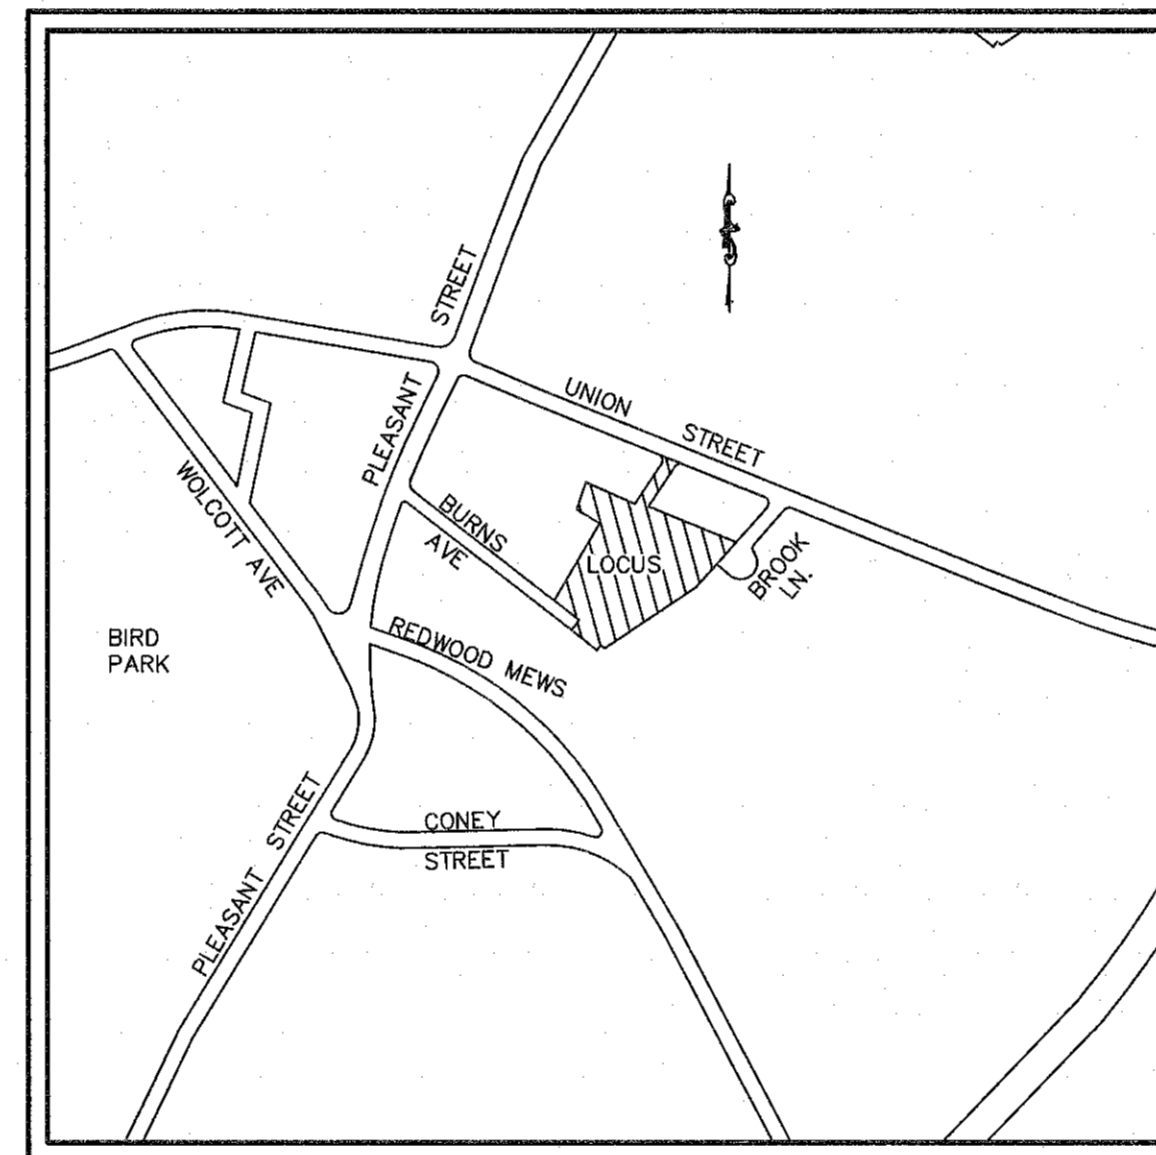 STREET
PLEASANT
UNION
STREET
WOLCOTT AVE
BURNS
AVE
LOCUS
BROOK
LN.
BIRD
PARK
REDWOOD MEWS
PLEASANT STREET
CONEY
STREET